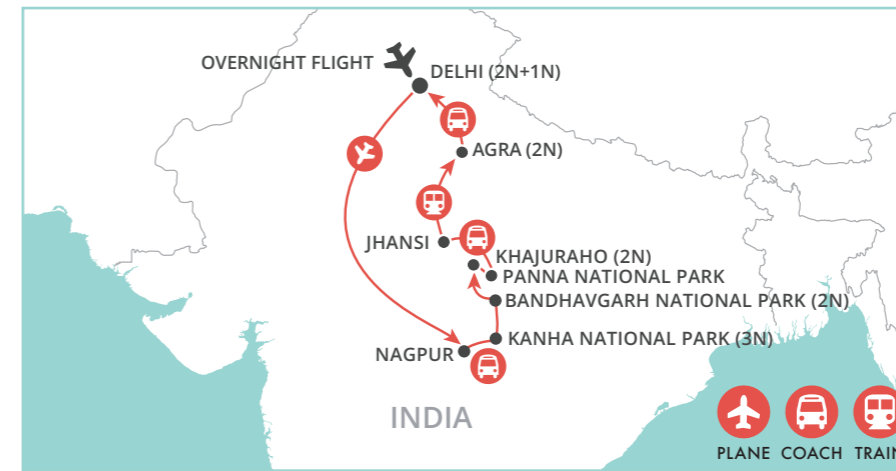 OVERNIGHT FLIGHT
DELHI (2N+1N)
AGRA (2N)
JHANSI
KHAJURAHO (2N)
PANNA NATIONAL PARK
BANDHAVGARH NATIONAL PARK (2N)
KANHA NATIONAL PARK (3N)
NAGPUR
INDIA
PLANE COACH TRAIN